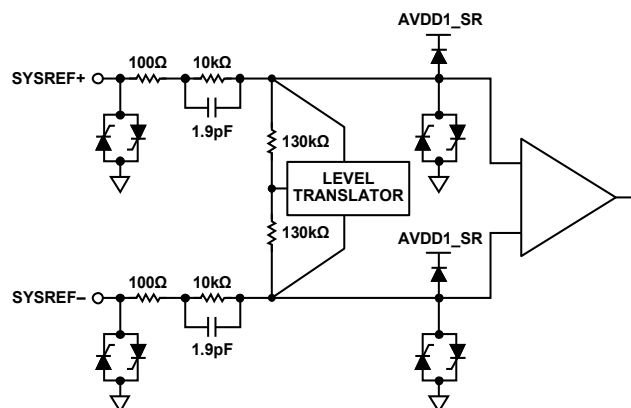 AVDD1_SR
100Ω
10kΩ
SYSREF+
1.9pF
130kΩ
LEVEL
TRANSLATOR
130kΩ
AVDD1_SR
100Ω
10kΩ
SYSREF–
1.9pF